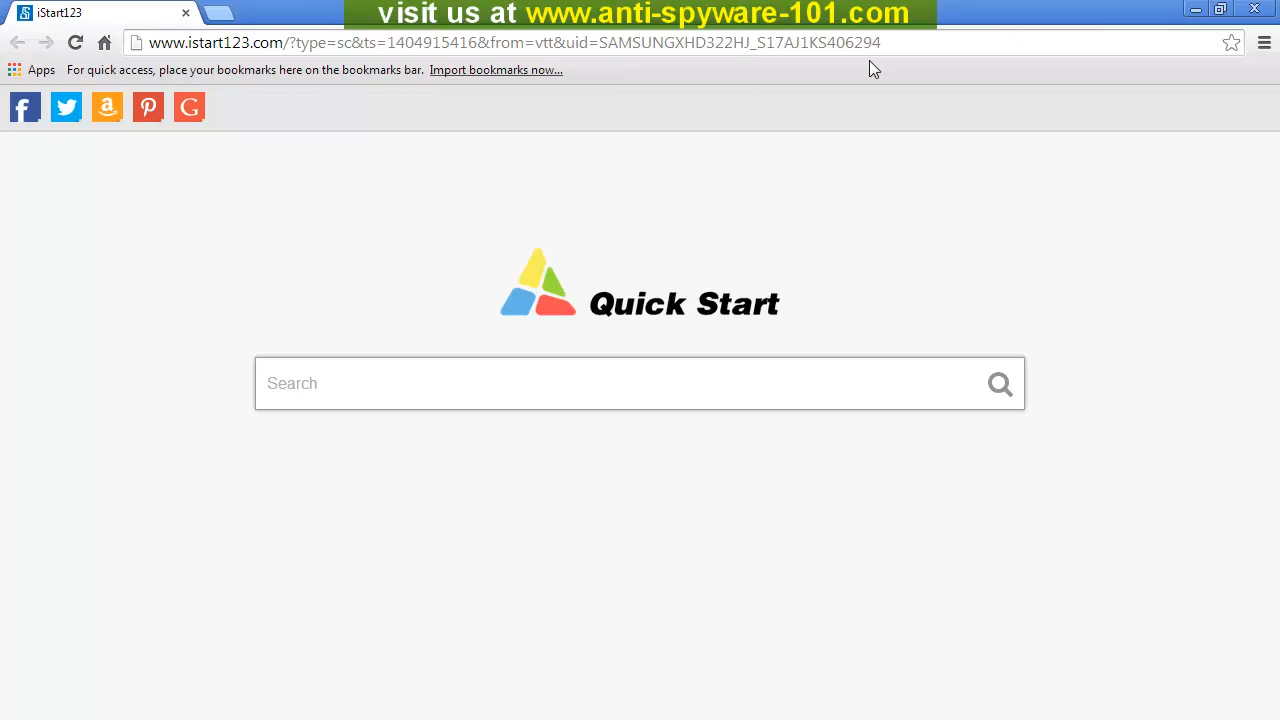 iStart123
visit us at www.anti-spyware-101.com
www.istart123.com/?type=sc&ts=1404915416&from=vtt&uid=SAMSUNGXHD322HJ_S17AJ1KS406294
Apps For quick access, place your bookmarks here on the bookmarks bar. Import bookmarks now...
f a G
Quick Start
Search